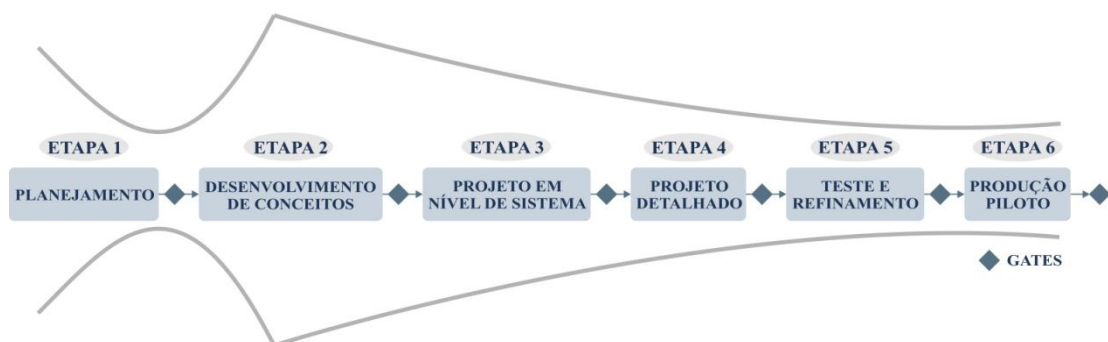 ETAPA 1
ETAPA 2
ETAPA 3
ETAPA 4
ETAPA 5
ETAPA 6
PLANEJAMENTO
DESENVOLVIMENTO
DE CONCEITOS
PROJETO EM
NÍVEL DE SISTEMA
PROJETO
DETALHADO
TESTE E
REFINAMENTO
PRODUÇÃO
PILOTO
GATES